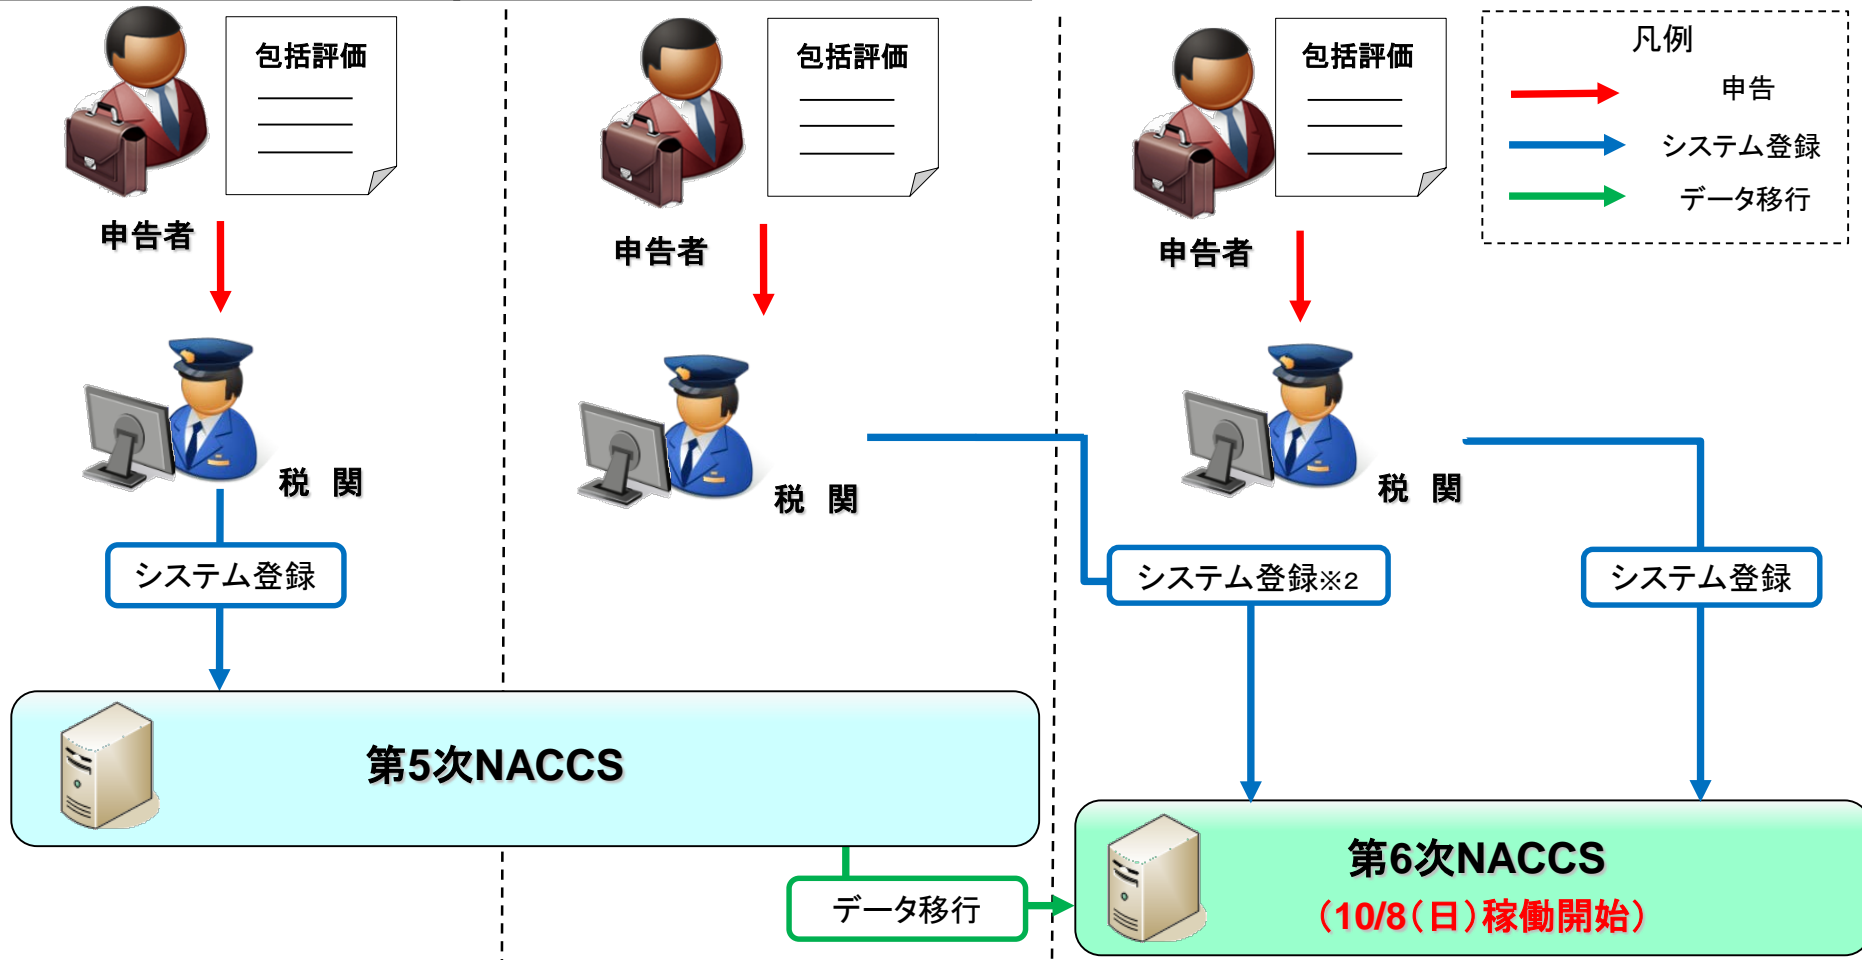 包括評価
包括評価
包括評価
凡例
申告
システム登録
データ移行
申告者
申告者
申告者
税 関
税 関
税 関
システム登録
システム登録※2
システム登録
第5次NACCS
データ移行
第6次NACCS
(10/8(日)稼働開始)